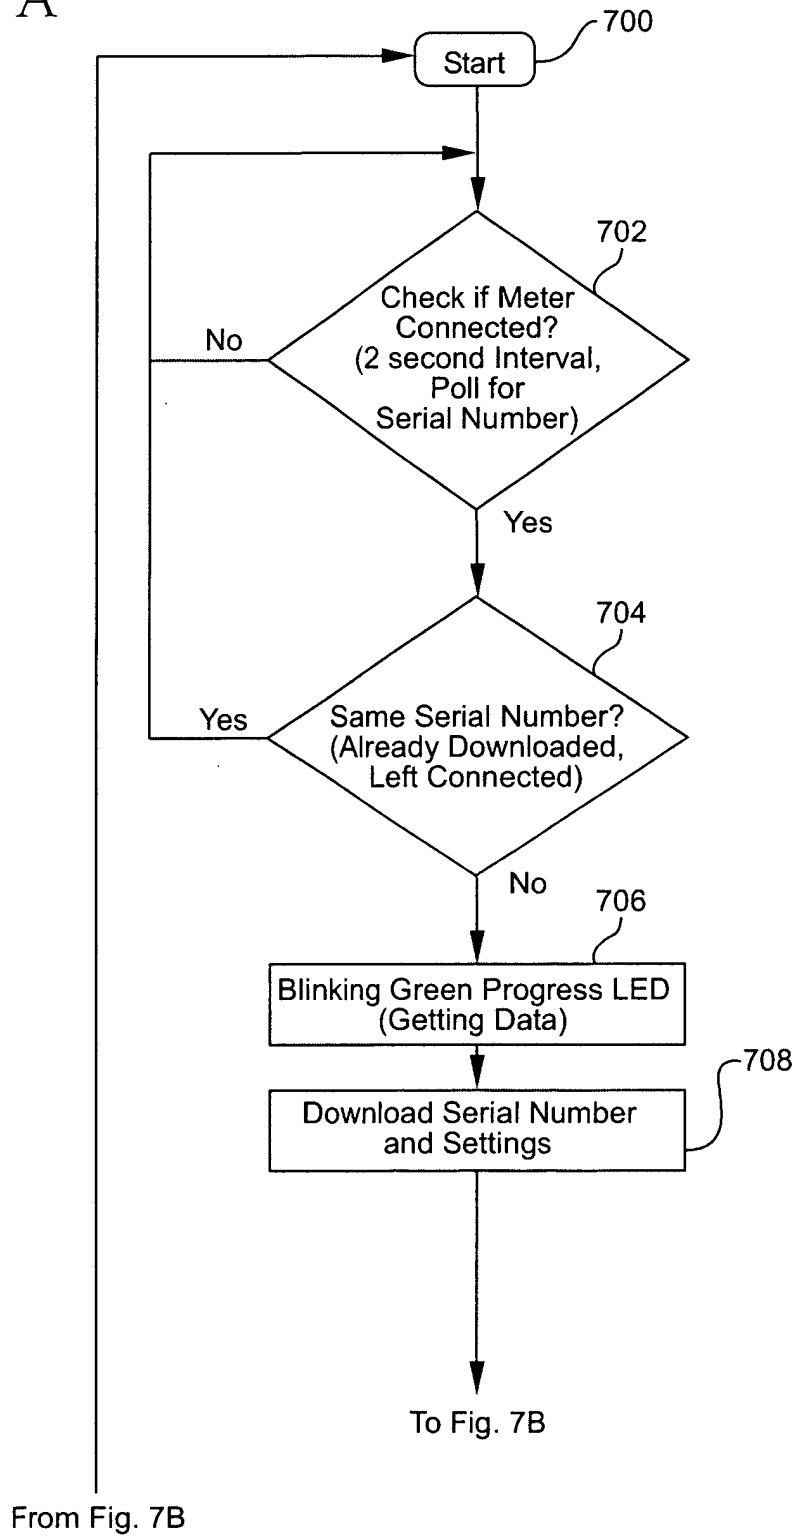 A
700
Start
702
Check if Meter
Connected?
(2 second Interval,
Poll for
Serial Number)
No
Yes
704
Same Serial Number?
(Already Downloaded,
Left Connected)
Yes
No
706
Blinking Green Progress LED
(Getting Data)
708
Download Serial Number
and Settings
To Fig. 7B
From Fig. 7B